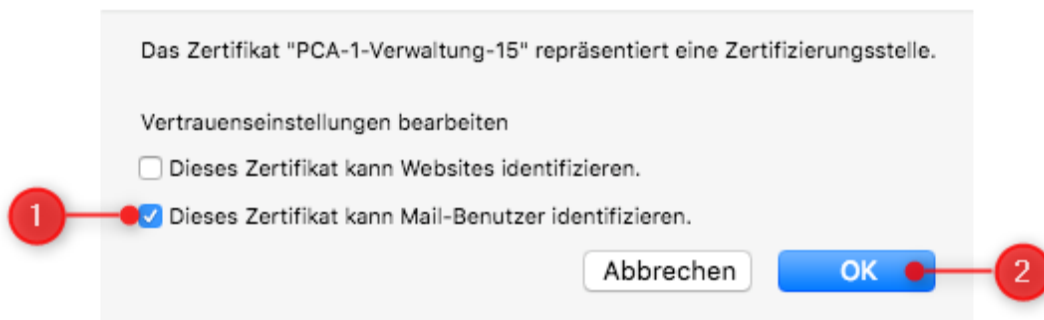 Das Zertifikat "PCA-1-Verwaltung-15" repräsentiert eine Zertifizierungsstelle.
Vertrauenseinstellungen bearbeiten
Dieses Zertifikat kann Websites identifizieren.
1 Dieses Zertifikat kann Mail-Benutzer identifizieren.
Abbrechen OK 2